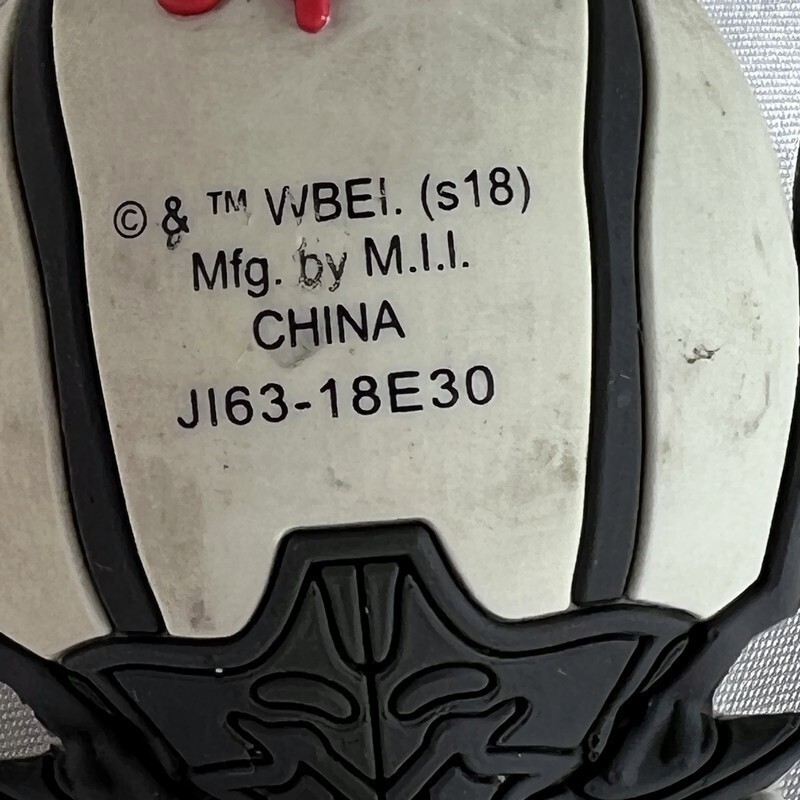 © & ™ WBEI. (s18)
Mfg. by M.I.I.
CHINA
JI63-18E30